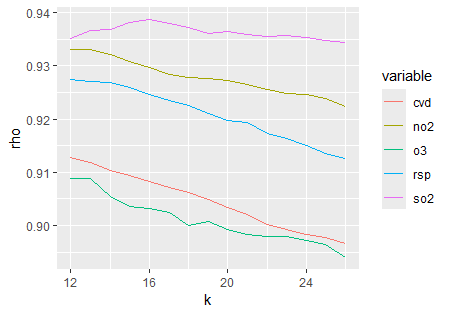 0.94
0.93
0.92
0.91
0.90
rho
12
16
20
24
k
variable
cvd
no2
o3
rsp
so2